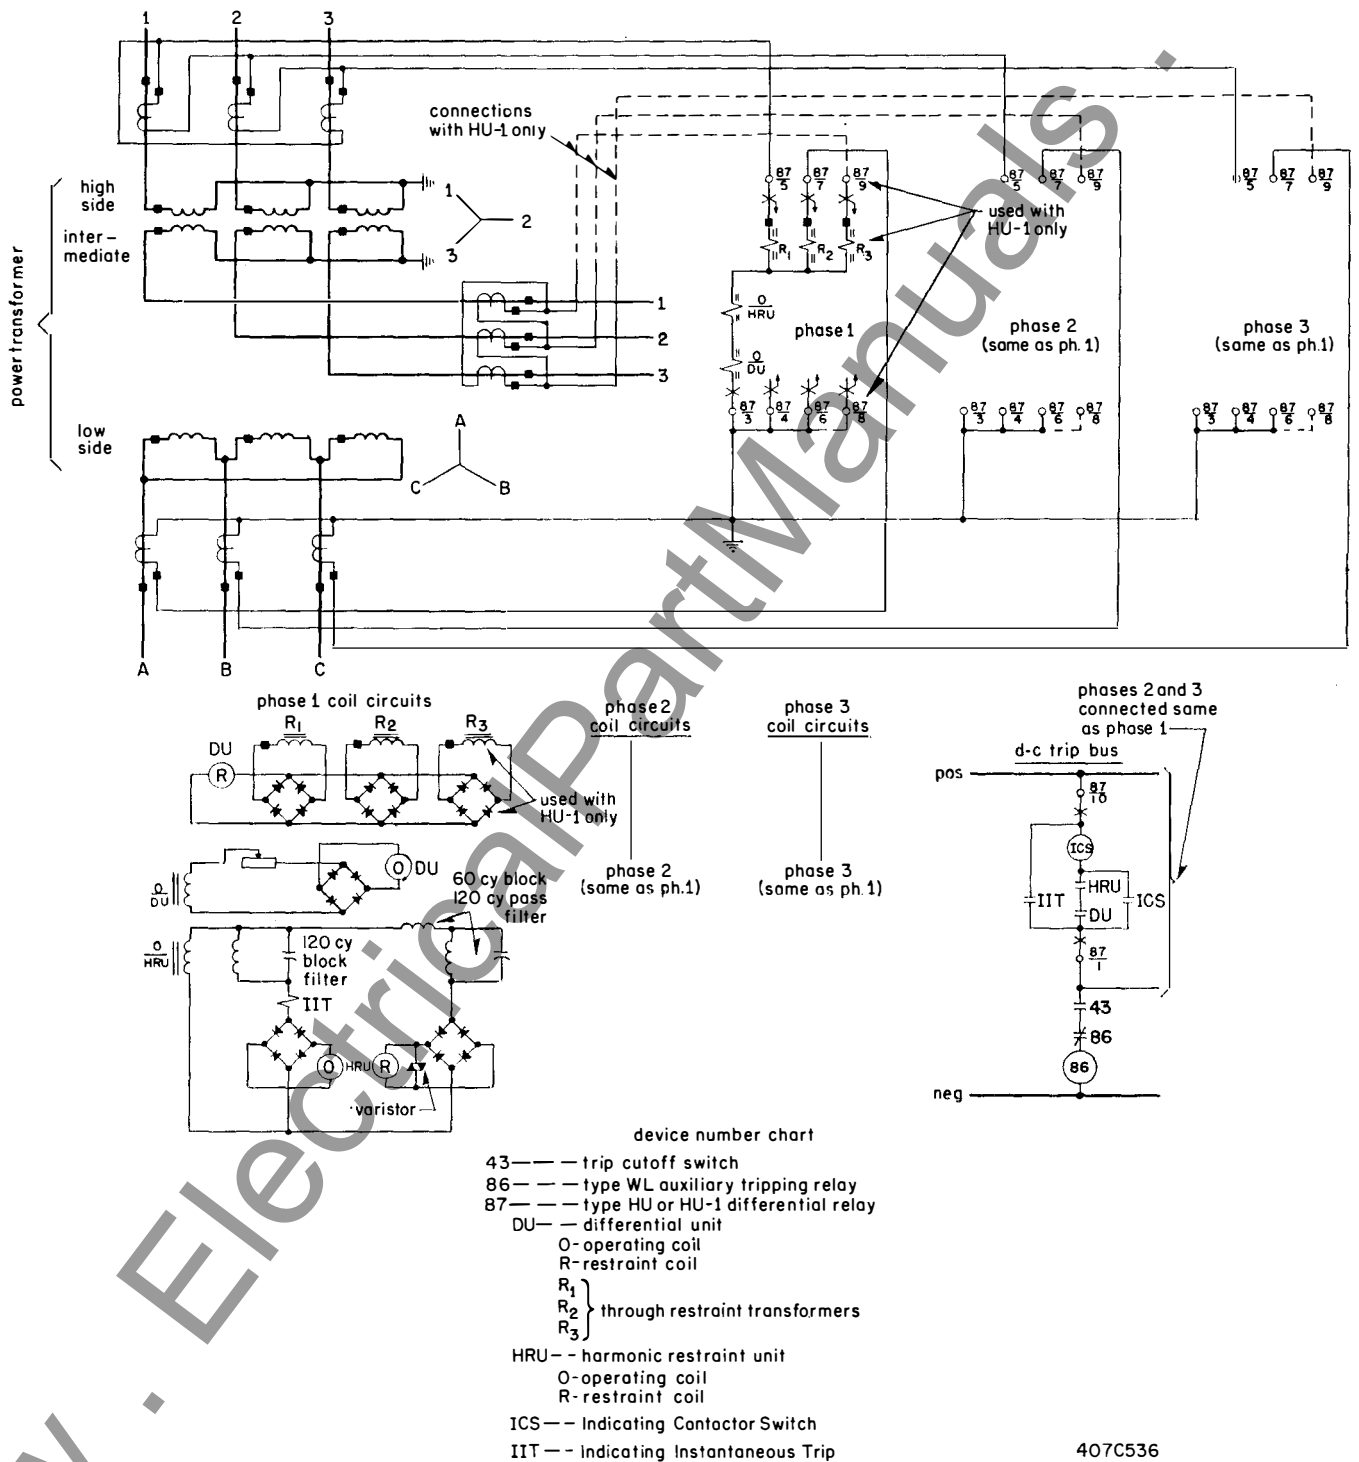 1 2 3
connections
with HU-1 only
high
side
inter-
mediate
power transformer
low
side
1
2
3
1
2
3
A
C B
87/5 87/7 87/9
R1 R2 R3
used with
HU-1 only
O/HRU
O/DU
phase 1
87/3 87/4 87/6 87/8
87/5 87/7 87/9
phase 2
(same as ph. 1)
87/3 87/4 87/6 87/8
87/5 87/7 87/9
phase 3
(same as ph.1)
87/3 87/4 87/6 87/8
A B C
phase 1 coil circuits
R1 R2 R3
DU
R
used with
HU-1 only
phase 2
coil circuits
phase 2
(same as ph.1)
phase 3
coil circuits
phase 3
(same as ph.1)
O/DU
O DU
60 cy block
120 cy pass
filter
O/HRU
120 cy
block
filter
IIT
O HRU R
varistor
phases 2 and 3
connected same
as phase 1
d-c trip bus
pos
87/10
ICS
HRU
IIT
DU
ICS
87/1
43
86
86
neg
device number chart
43——— trip cutoff switch
86——— type WL auxiliary tripping relay
87——— type HU or HU-1 differential relay
DU—— differential unit
O-operating coil
R-restraint coil
R1
R2
R3
through restraint transformers
HRU-- harmonic restraint unit
O-operating coil
R-restraint coil
ICS—- Indicating Contactor Switch
IIT—- Indicating Instantaneous Trip
407C536
. ElectricalPartManuals .